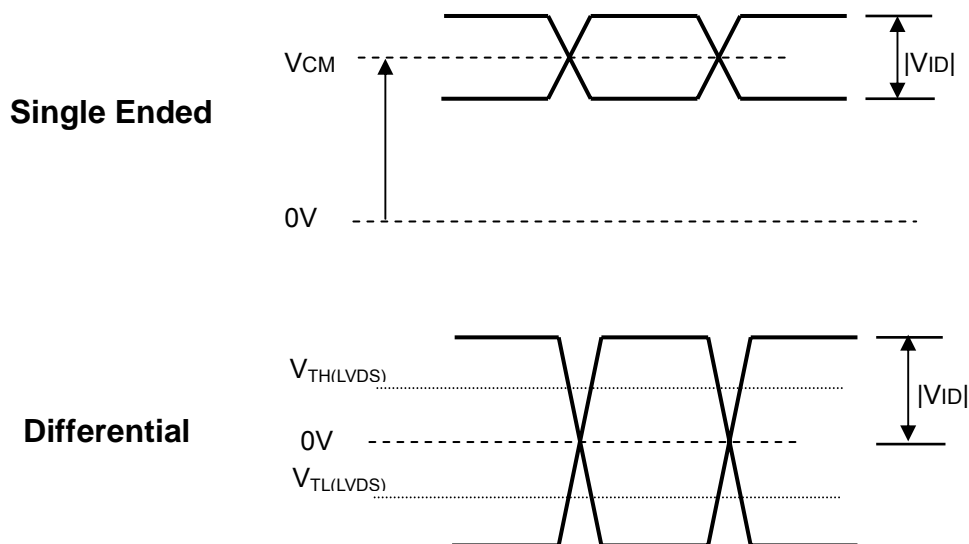 VCM
|VID|
Single Ended
0V
VTH(LVDS)
|VID|
Differential
0V
VTL(LVDS)